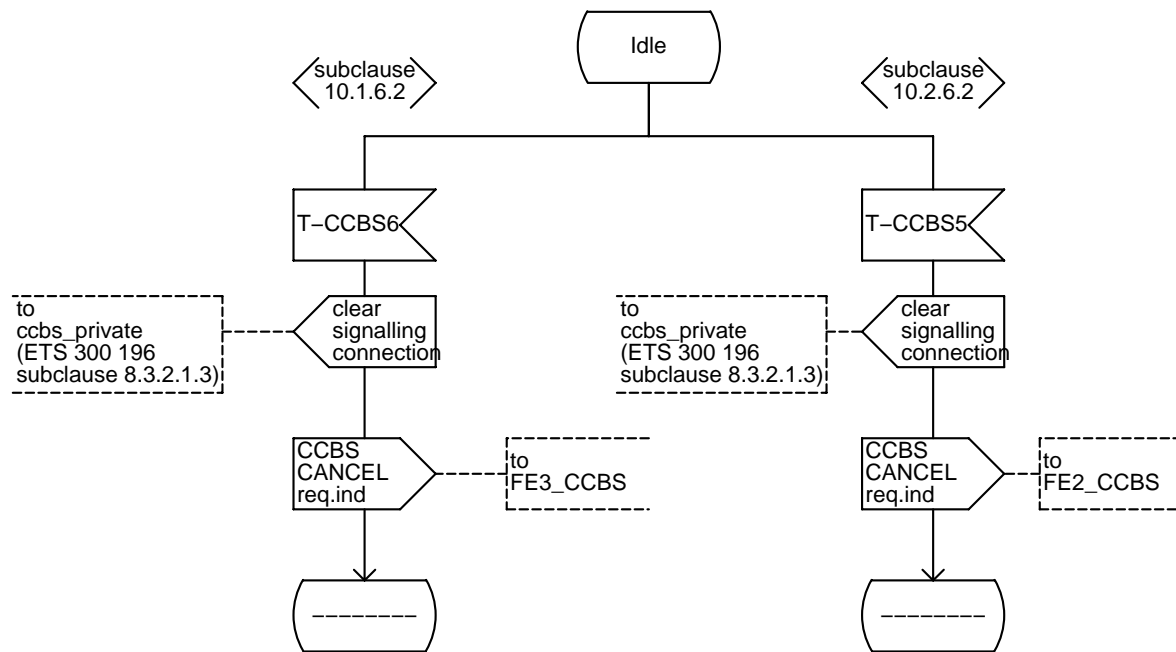 Idle
subclause
10.1.6.2
subclause
10.2.6.2
T−CCBS6
T−CCBS5
to
ccbs_private
(ETS 300 196
subclause 8.3.2.1.3)
clear
signalling
connection
to
ccbs_private
(ETS 300 196
subclause 8.3.2.1.3)
clear
signalling
connection
CCBS
CANCEL
req.ind
to
FE3_CCBS
CCBS
CANCEL
req.ind
to
FE2_CCBS